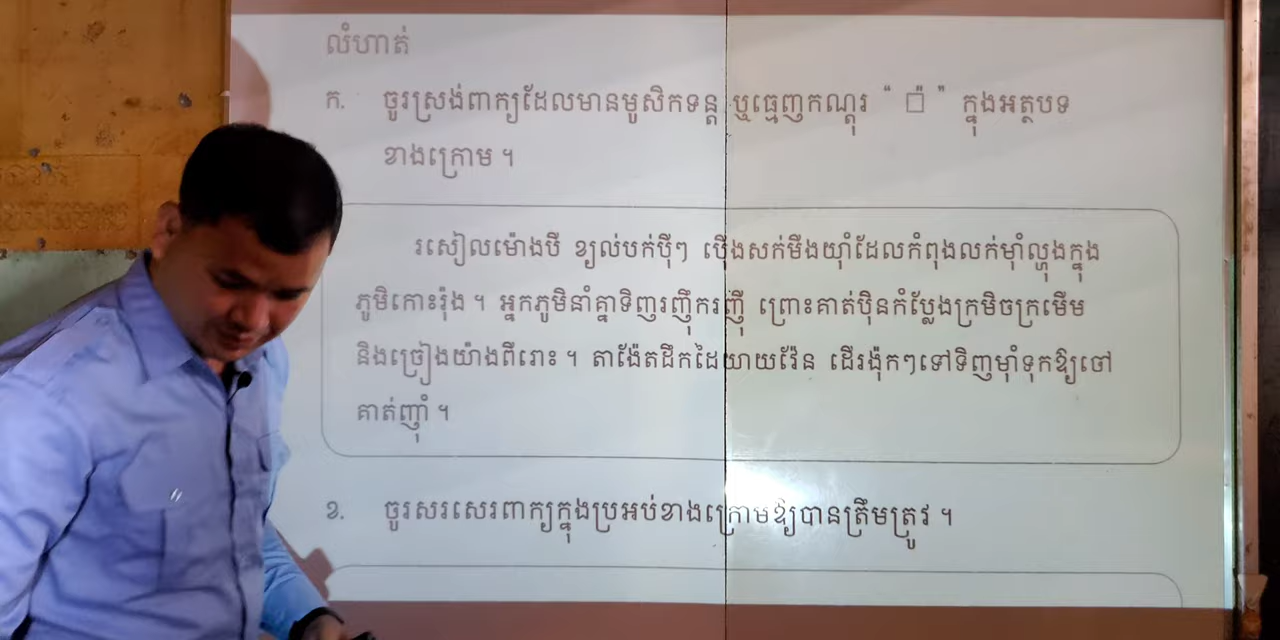 លំហាត់
ក. ចូរស្រង់ពាក្យដែលមានមូសិកទន្ត ឬធ្មេញកណ្ដុរ “ ៉ ” ក្នុងអត្ថបទ
ខាងក្រោម ។
រសៀលម៉ោងបី ខ្យល់បក់ប៉ីៗ ប៉ើងសក់មីងយ៉ាំដែលកំពុងលក់ម៉ាំល្ហុងក្នុង
ភូមិកោះរ៉ុង ។ អ្នកភូមិនាំគ្នាទិញរញ៉ឹករញ៉ី ព្រោះគាត់ប៉ិនកំប្លែងក្រមិចក្រមើម
និងច្រៀងយ៉ាងពីរោះ ។ តាង៉ែតដឹកដៃយាយវ៉ែន ដើរង៉ុកៗទៅទិញម៉ាំទុកឱ្យចៅ
គាត់ញ៉ាំ ។
ខ. ចូរសរសេរពាក្យក្នុងប្រអប់ខាងក្រោមឱ្យបានត្រឹមត្រូវ ។